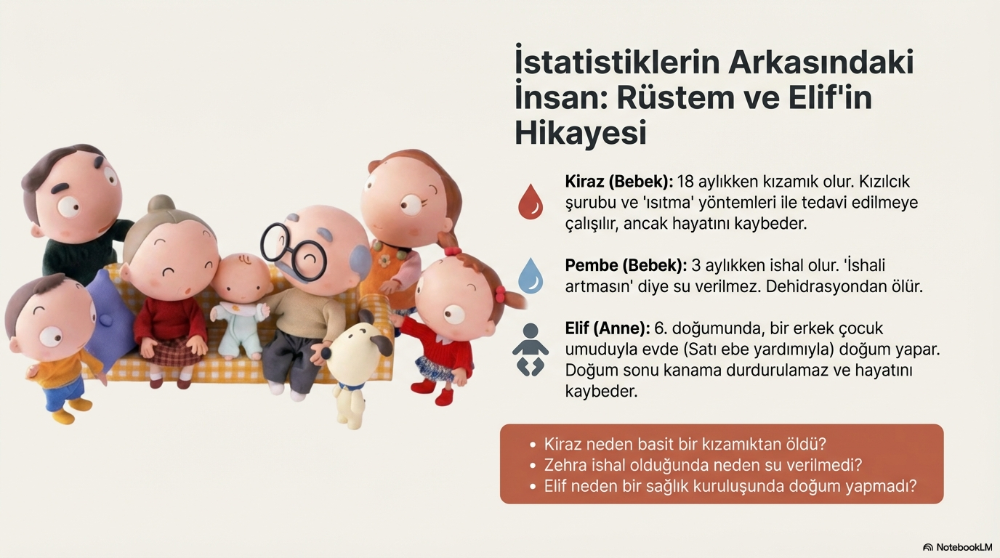 İstatistiklerin Arkasındaki
İnsan: Rüstem ve Elif'in
Hikayesi
Kiraz (Bebek): 18 aylıkken kızamık olur. Kızılcık
şurubu ve 'ısıtma' yöntemleri ile tedavi edilmeye
çalışılır, ancak hayatını kaybeder.
Pembe (Bebek): 3 aylıkken ishal olur. 'İshali
artmasın' diye su verilmez. Dehidrasyondan ölür.
Elif (Anne): 6. doğumunda, bir erkek çocuk
umuduyla evde (Satı ebe yardımıyla) doğum yapar.
Doğum sonu kanama durdurulamaz ve hayatını
kaybeder.
• Kiraz neden basit bir kızamıktan öldü?
• Zehra ishal olduğunda neden su verilmedi?
• Elif neden bir sağlık kuruluşunda doğum yapmadı?
NotebookLM